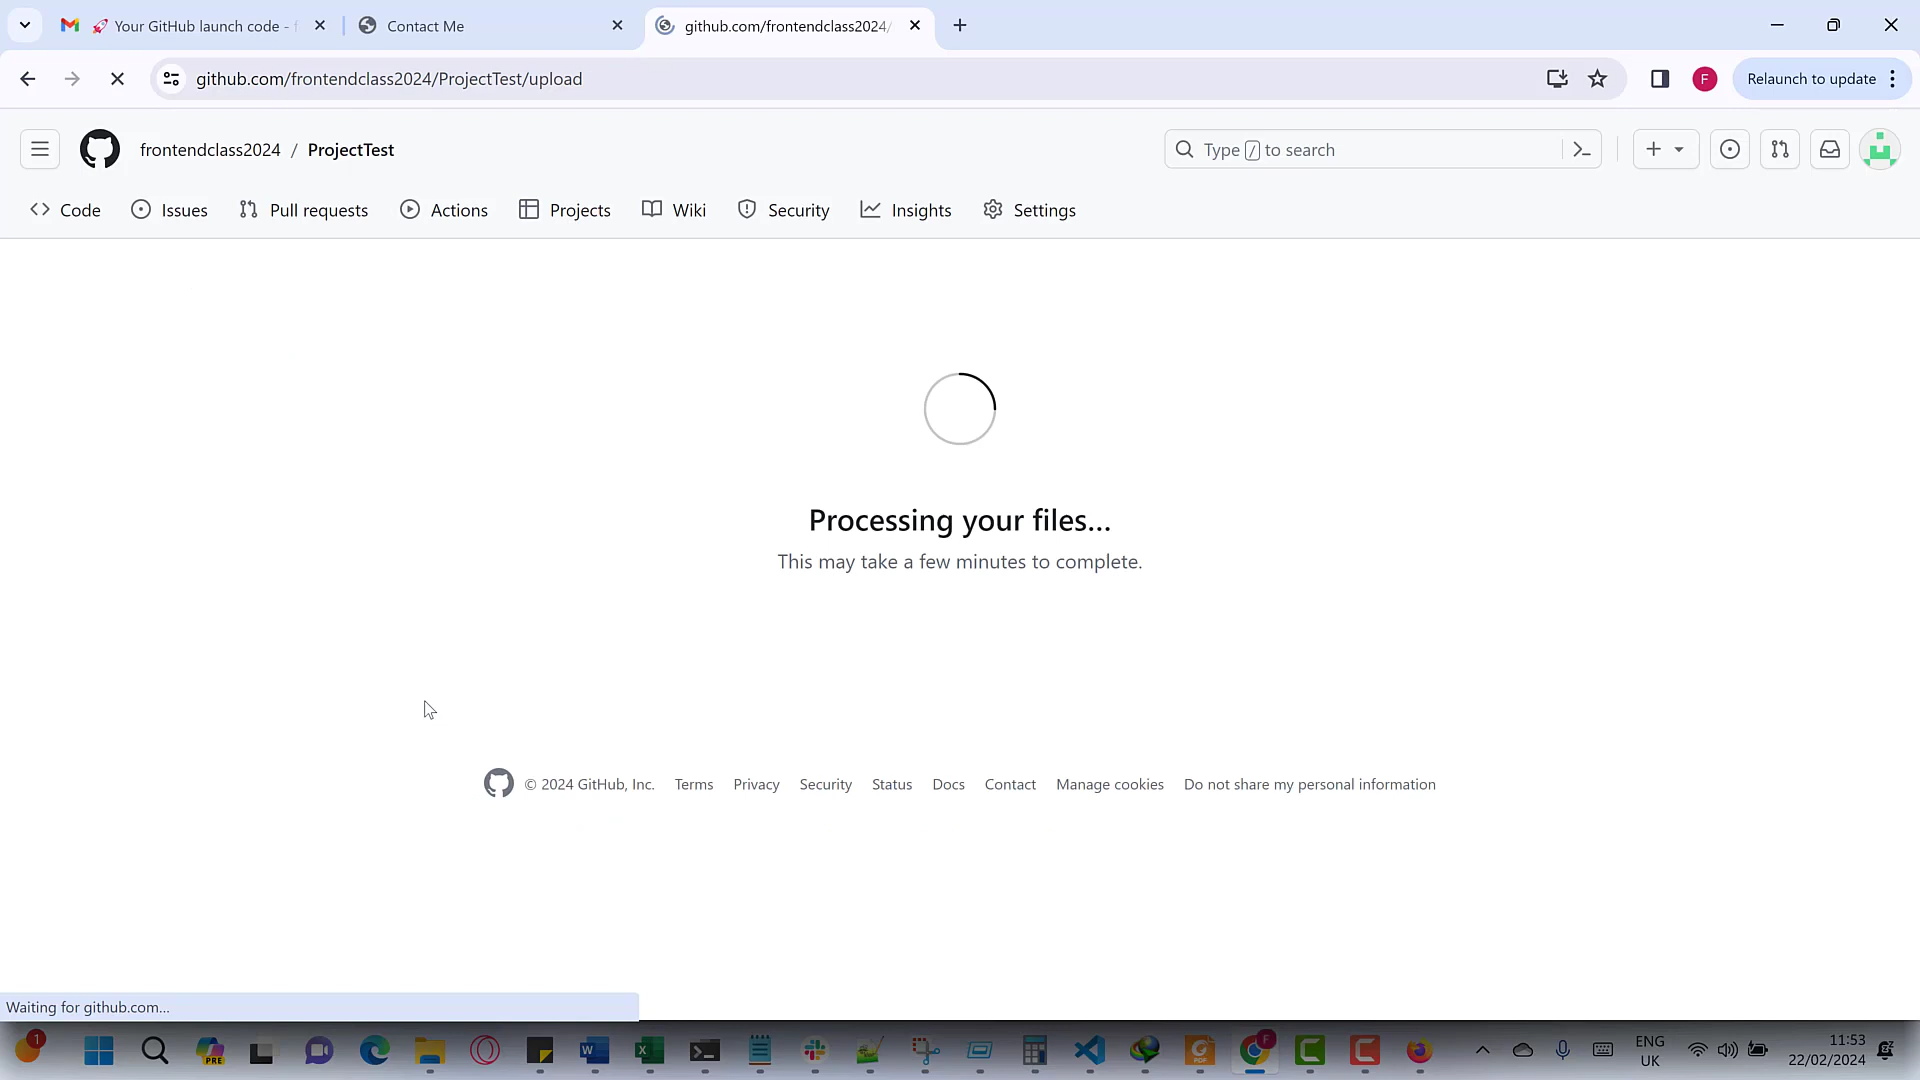 🚀 Your GitHub launch code -
Contact Me
github.com/frontendclass2024/
github.com/frontendclass2024/ProjectTest/upload
F
Relaunch to update
frontendclass2024 / ProjectTest
Type / to search
Code
Issues
Pull requests
Actions
Projects
Wiki
Security
Insights
Settings
Processing your files...
This may take a few minutes to complete.
© 2024 GitHub, Inc.
Terms
Privacy
Security
Status
Docs
Contact
Manage cookies
Do not share my personal information
Waiting for github.com...
1
PRE
PDF
F
ENG
UK
11:53
22/02/2024